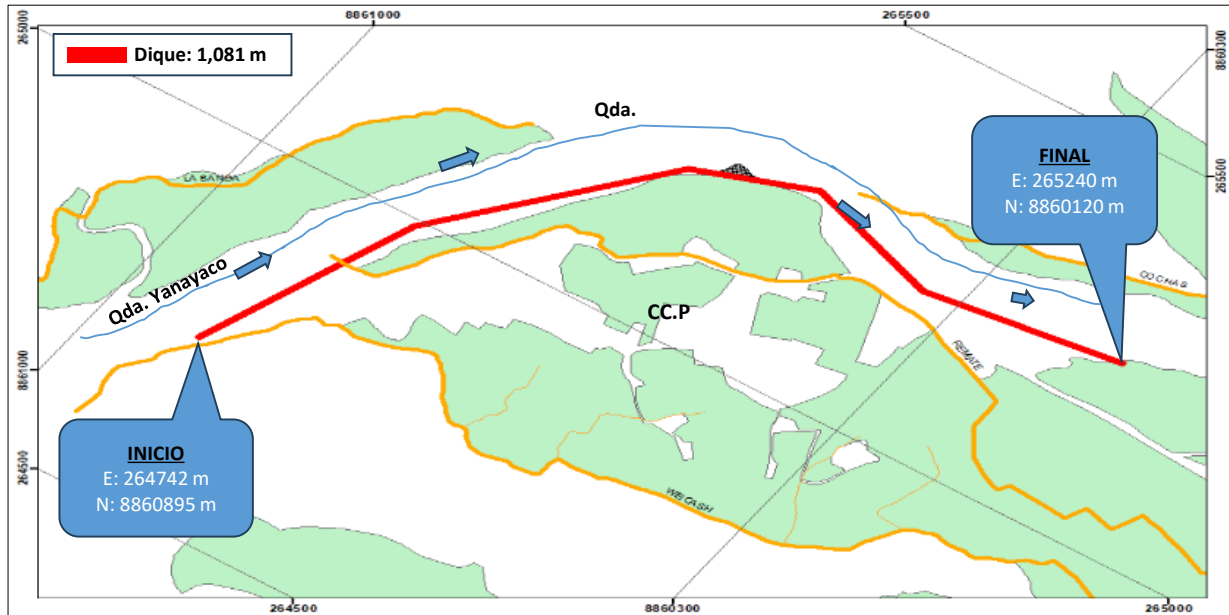 8861000
265500
265000
8860300
Dique: 1,081 m
Qda.
FINAL
E: 265240 m
N: 8860120 m
265500
LA BANDA
Qda. Yanayaco
COCHAS
CC.P
REMATE
8861000
INICIO
E: 264742 m
N: 8860895 m
264500
WECASH
264500
8860300
265000